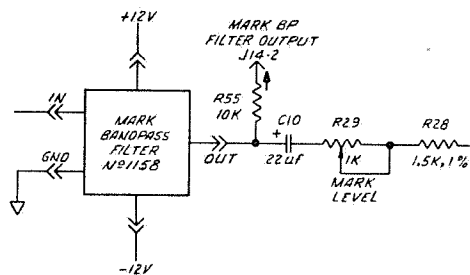 +12V
MARK BP
FILTER OUTPUT
J14-2
IN
R55
10K
MARK
BANDPASS
FILTER
Nº1158
C10
+
22uf
R29
1K
R28
1.5K, 1%
GND
OUT
MARK
LEVEL
-12V